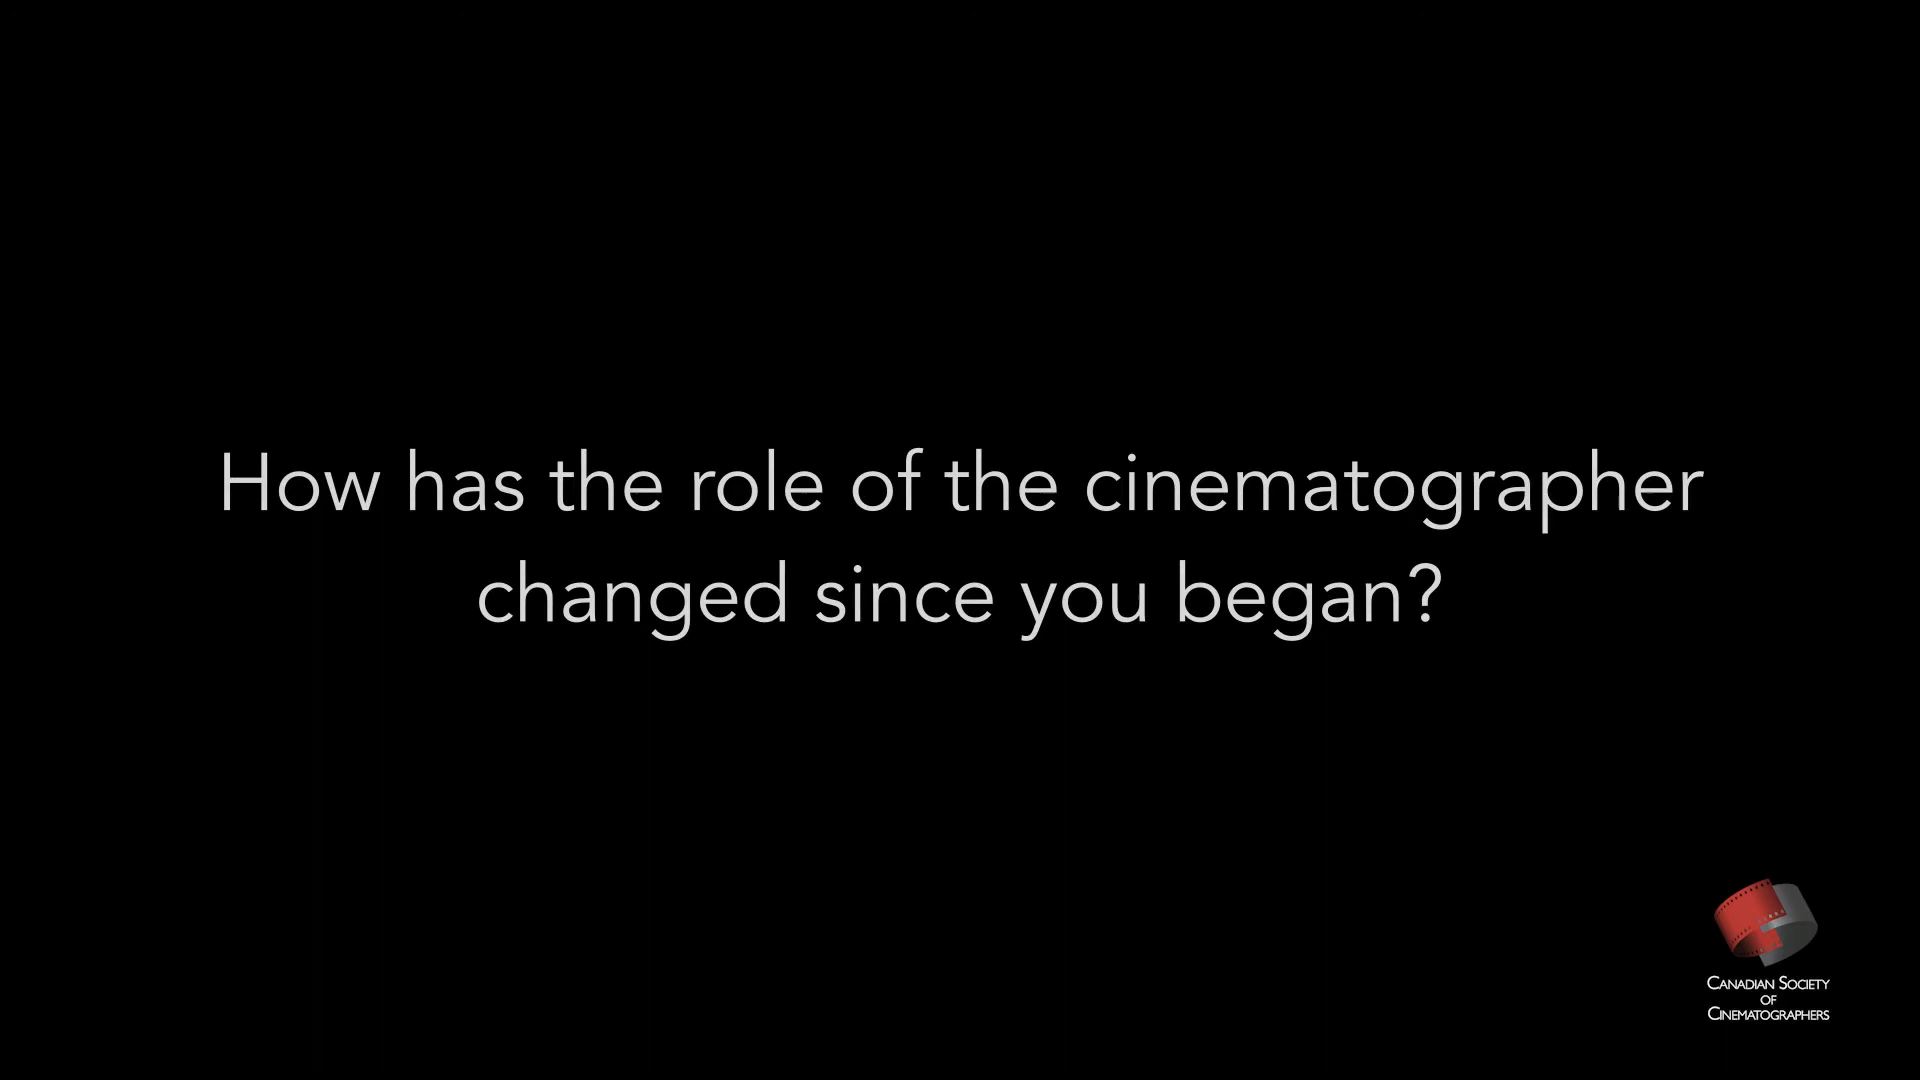 How has the role of the cinematographer
changed since you began?
CANADIAN SOCIETY
OF
CINEMATOGRAPHERS